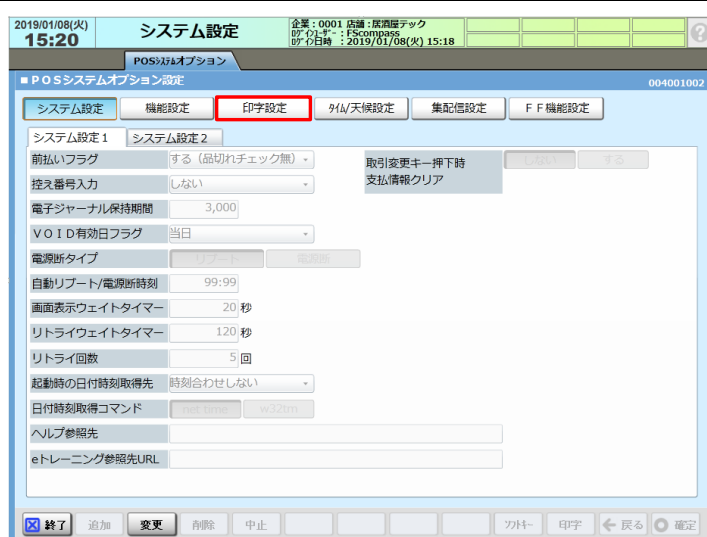 2019/01/08(火)
15:20
システム設定
企業：0001 店舗：居酒屋テック
ﾛｸﾞｲﾝﾕｰｻﾞｰ：FScompass
ﾛｸﾞｲﾝ日時 ：2019/01/08(火) 15:18
POSｼｽﾃﾑオプション
■ＰＯＳシステムオプション設定
004001002
システム設定 機能設定 印字設定 ﾀｲﾑ/天候設定 集配信設定 ＦＦ機能設定
システム設定１ システム設定２
前払いフラグ する（品切れチェック無）
取引変更キー押下時
支払情報クリア
しない する
控え番号入力 しない
電子ジャーナル保持期間 3,000
ＶＯＩＤ有効日フラグ 当日
電源断タイプ リブート 電源断
自動リブート/電源断時刻 99:99
画面表示ウェイトタイマー 20 秒
リトライウェイトタイマー 120 秒
リトライ回数 5 回
起動時の日付時刻取得先 時刻合わせしない
日付時刻取得コマンド net time w32tm
ヘルプ参照先
eトレーニング参照先URL
終了 追加 変更 削除 中止 ｿﾌﾄｷｰ 印字 戻る 確定